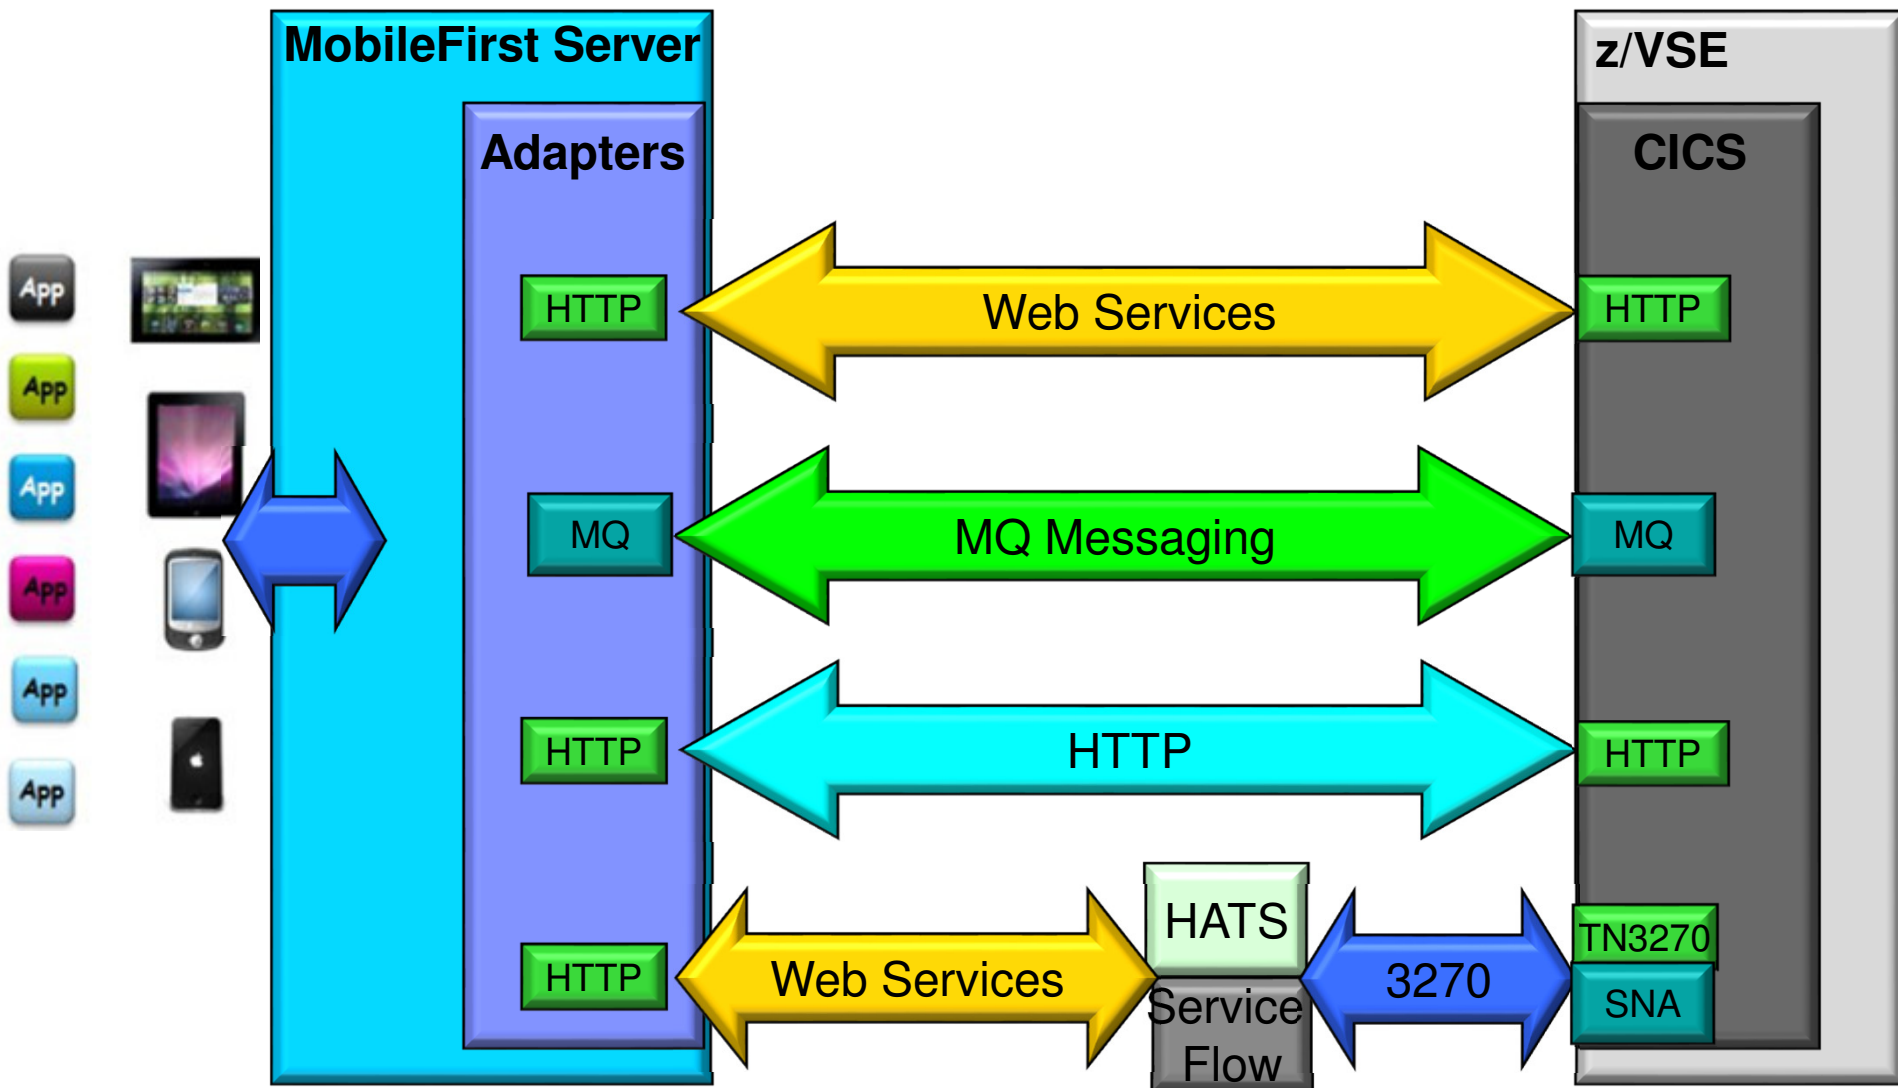 MobileFirst Server
z/VSE
Adapters
CICS
App
App
App
App
App
App
HTTP
Web Services
HTTP
MQ
MQ Messaging
MQ
HTTP
HTTP
HTTP
HTTP
Web Services
HATS
Service
Flow
3270
TN3270
SNA